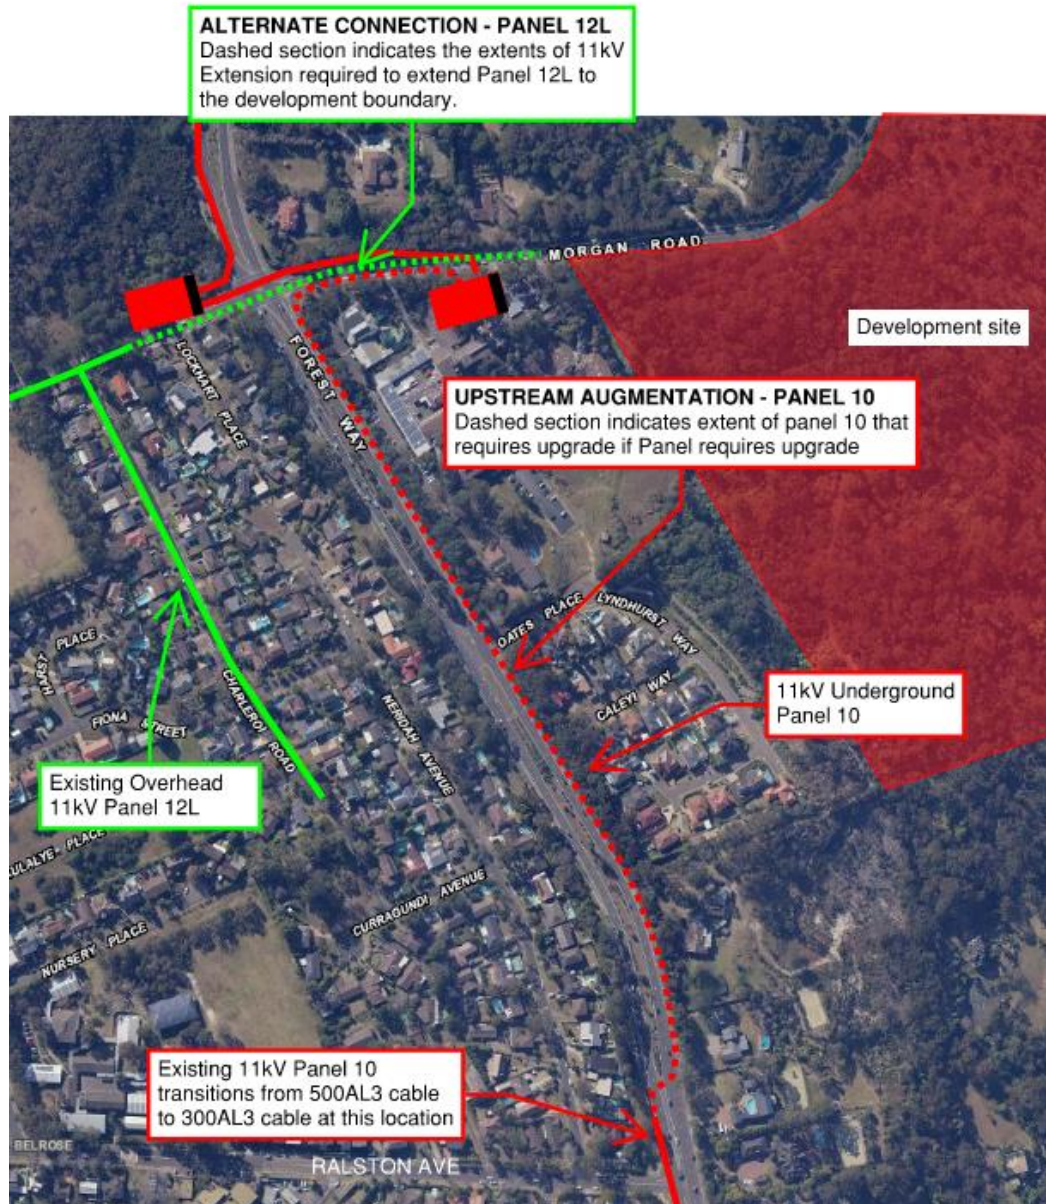 ALTERNATE CONNECTION - PANEL 12L
Dashed section indicates the extents of 11kV
Extension required to extend Panel 12L to
the development boundary.
MORGAN ROAD
Development site
LOCKHART PLACE
FOREST WAY
UPSTREAM AUGMENTATION - PANEL 10
Dashed section indicates extent of panel 10 that
requires upgrade if Panel requires upgrade
OATES PLACE
LYNDHURST WAY
CALEYI WAY
HARST PLACE
FIONA STREET
CHARLEROI ROAD
NERIDAH AVENUE
11kV Underground
Panel 10
Existing Overhead
11kV Panel 12L
ULALYE PLACE
CURRAGUNDI AVENUE
NURSERY PLACE
Existing 11kV Panel 10
transitions from 500AL3 cable
to 300AL3 cable at this location
BELROSE
RALSTON AVE